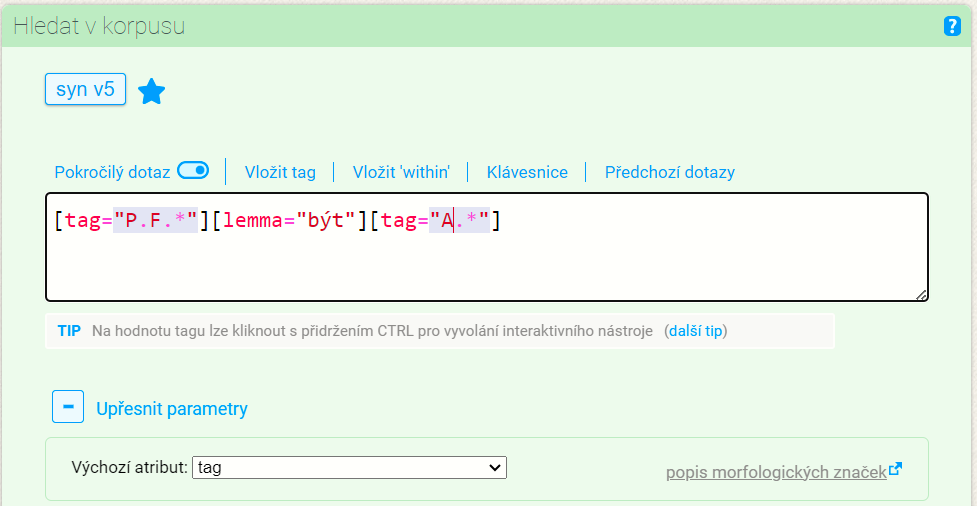 Hledat v korpusu ?
syn v5
Pokročilý dotaz Vložit tag Vložit 'within' Klávesnice Předchozí dotazy
[tag="P.F.*"][lemma="být"][tag="A.*"]
TIP Na hodnotu tagu lze kliknout s přidržením CTRL pro vyvolání interaktivního nástroje (další tip)
Upřesnit parametry
Výchozí atribut: tag popis morfologických značek